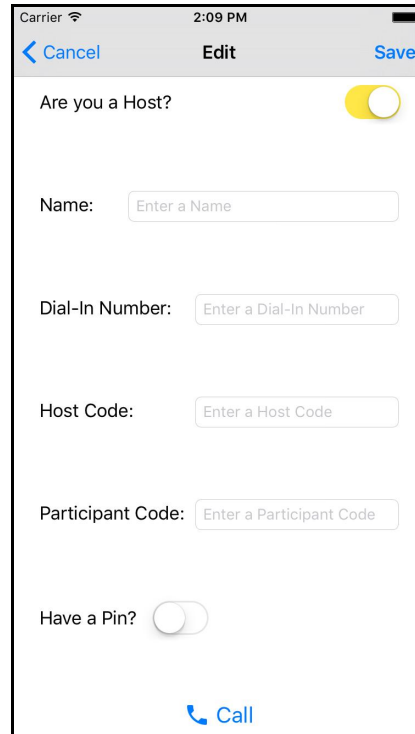 Carrier 2:09 PM
Cancel Edit Save
Are you a Host?
Name: Enter a Name
Dial-In Number: Enter a Dial-In Number
Host Code: Enter a Host Code
Participant Code: Enter a Participant Code
Have a Pin?
Call